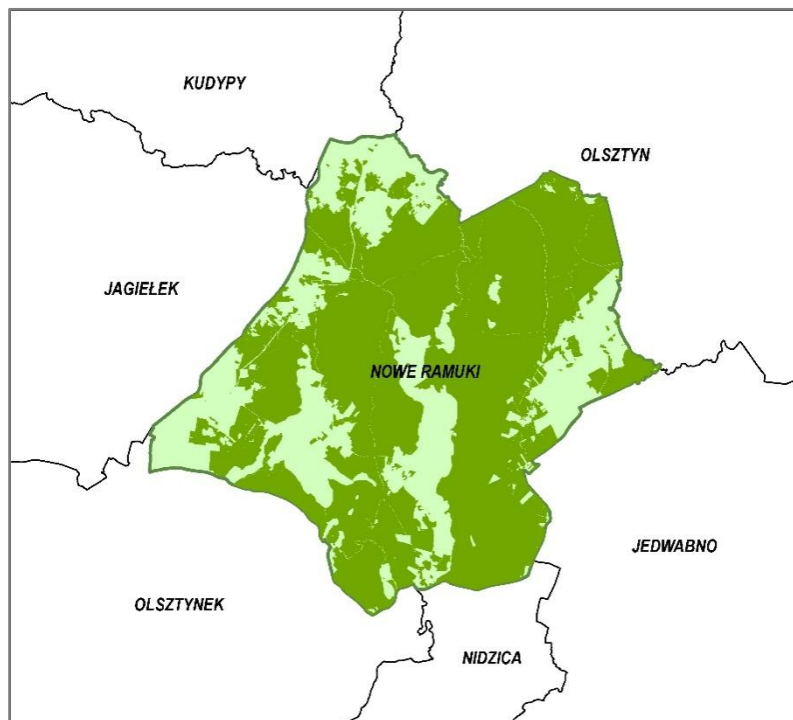 KUDYPY
OLSZTYN
JAGIEŁEK
NOWE RAMUKI
JEDWABNO
OLSZTYNEK
NIDZICA